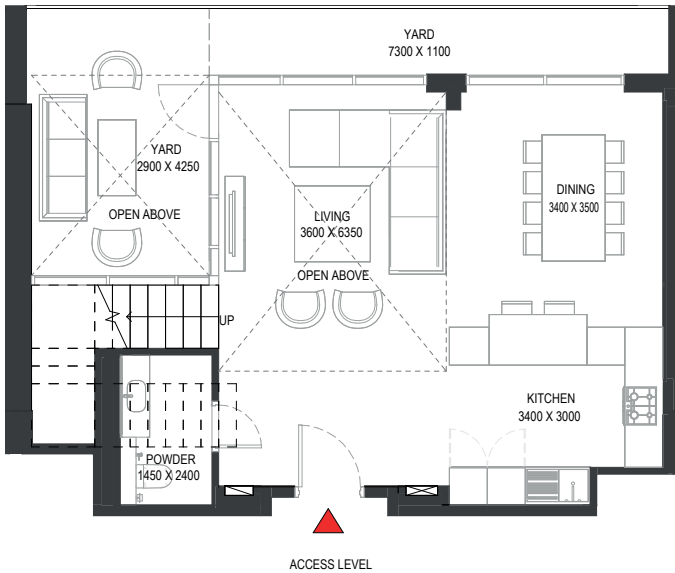 YARD
7300 X 1100
YARD
2900 X 4250
OPEN ABOVE
LIVING
3600 X 6350
OPEN ABOVE
DINING
3400 X 3500
UP
KITCHEN
3400 X 3000
POWDER
1450 X 2400
ACCESS LEVEL